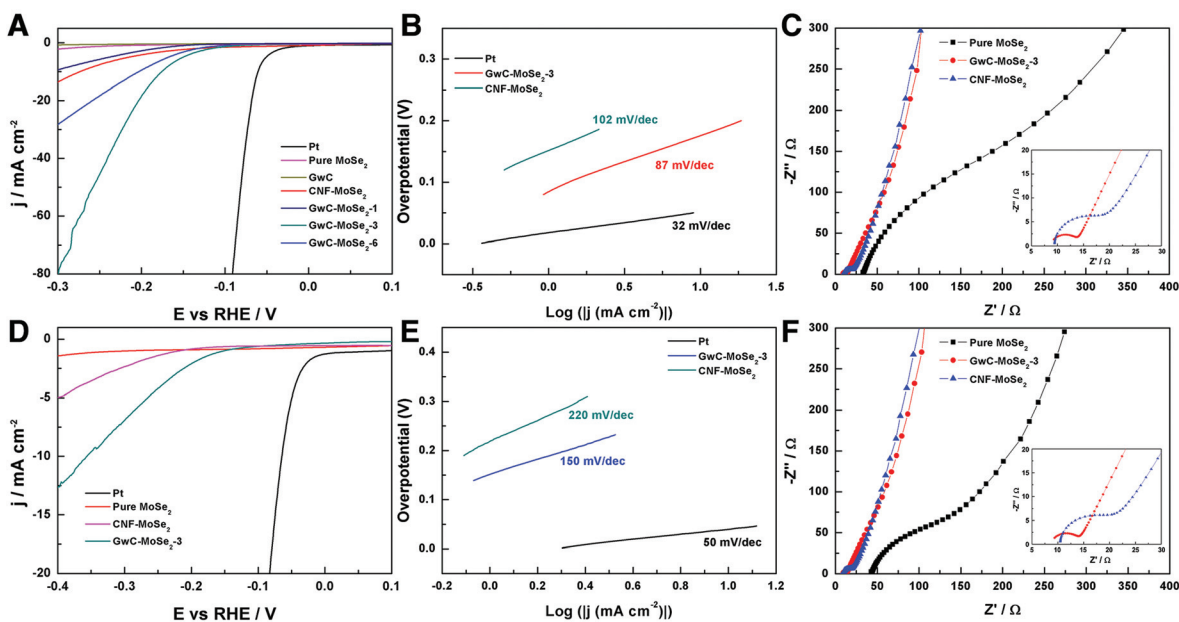 A
j / mA cm⁻²
0
-20
-40
-60
-80
-0.3
-0.2
-0.1
0.0
0.1
E vs RHE / V
Pt
Pure MoSe₂
GwC
CNF-MoSe₂
GwC-MoSe₂-1
GwC-MoSe₂-3
GwC-MoSe₂-6
B
Overpotential (V)
0.3
0.2
0.1
0.0
-0.5
0.0
0.5
1.0
1.5
Log (|j (mA cm⁻²)|)
Pt
GwC-MoSe₂-3
CNF-MoSe₂
102 mV/dec
87 mV/dec
32 mV/dec
C
-Z'' / Ω
-300
-250
-200
-150
-100
-50
0
0
50
100
150
200
250
300
350
400
Z' / Ω
Pure MoSe₂
GwC-MoSe₂-3
CNF-MoSe₂
-Z'' / Ω
20
15
10
5
0
5
10
15
20
25
30
Z' / Ω
D
j / mA cm⁻²
0
-5
-10
-15
-20
-0.4
-0.3
-0.2
-0.1
0.0
0.1
E vs RHE / V
Pt
Pure MoSe₂
CNF-MoSe₂
GwC-MoSe₂-3
E
Overpotential (V)
0.4
0.3
0.2
0.1
0.0
-0.4
0.0
0.4
0.8
1.2
Log (|j (mA cm⁻²)|)
Pt
GwC-MoSe₂-3
CNF-MoSe₂
220 mV/dec
150 mV/dec
50 mV/dec
F
-Z'' / Ω
300
250
200
150
100
50
0
0
50
100
150
200
250
300
350
400
Z' / Ω
Pure MoSe₂
GwC-MoSe₂-3
CNF-MoSe₂
-Z'' / Ω
20
15
10
5
0
5
10
15
20
25
30
Z' / Ω